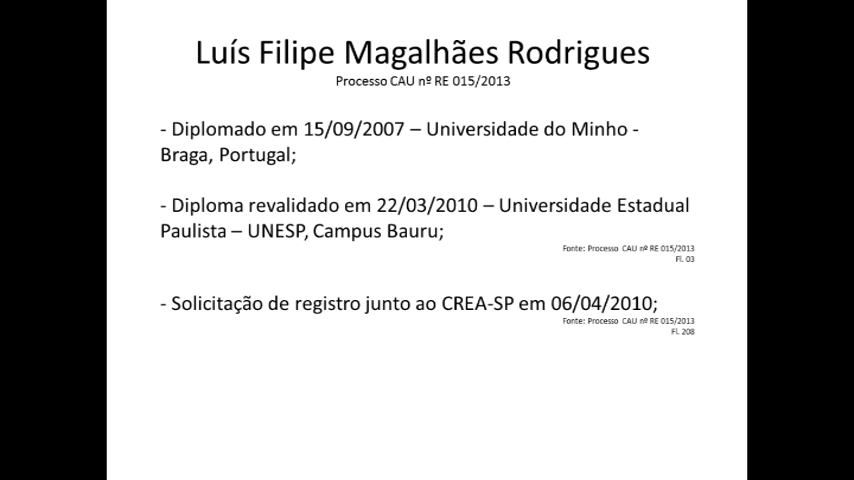 Luís Filipe Magalhães Rodrigues
Processo CAU nº RE 015/2013
- Diplomado em 15/09/2007 – Universidade do Minho -
Braga, Portugal;
- Diploma revalidado em 22/03/2010 – Universidade Estadual
Paulista – UNESP, Campus Bauru;
Fonte: Processo CAU nº RE 015/2013
Fl. 03
- Solicitação de registro junto ao CREA-SP em 06/04/2010;
Fonte: Processo CAU nº RE 015/2013
Fl. 208